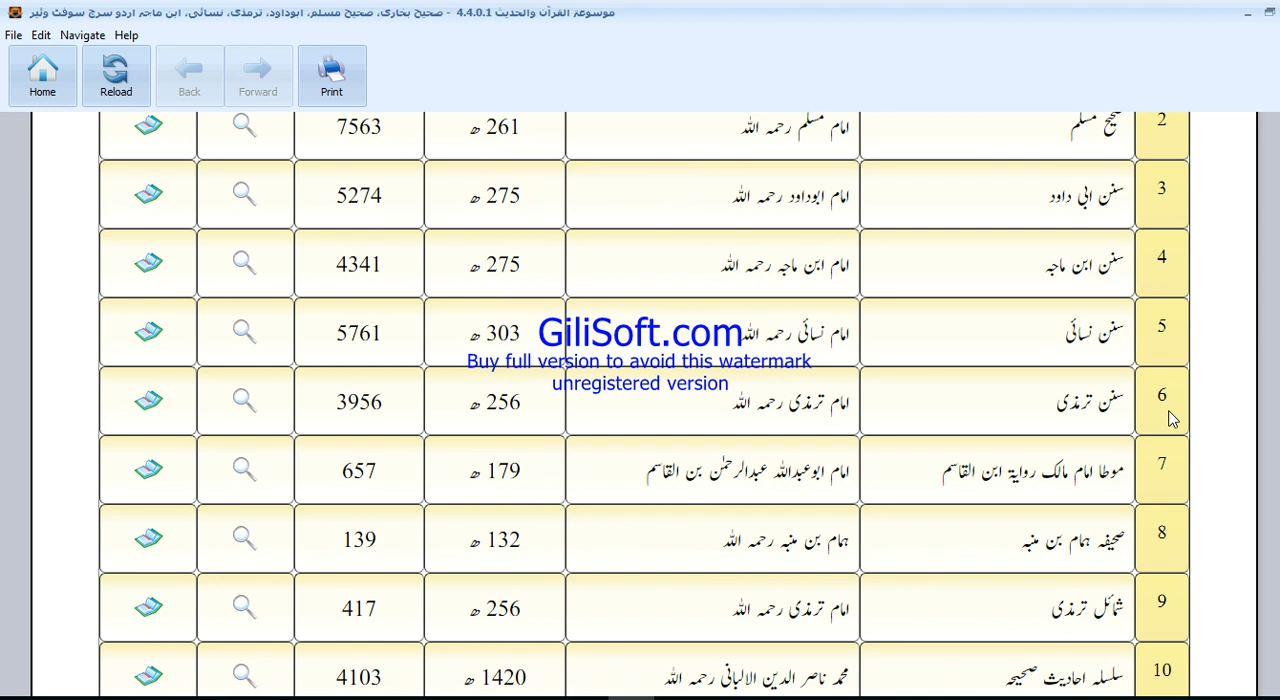 موسوعۃ القرآن والحدیث 4.4.0.1 - صحیح بخاری، صحیح مسلم، ابوداود، ترمذی، نسائی، ابن ماجہ اردو سرچ سوفٹ وئیر
File Edit Navigate Help
Home Reload Back Forward Print
2 صحیح مسلم امام مسلم رحمہ اللہ 261 ھ 7563
3 سنن ابی داود امام ابوداود رحمہ اللہ 275 ھ 5274
4 سنن ابن ماجہ امام ابن ماجہ رحمہ اللہ 275 ھ 4341
5 سنن نسائی امام نسائی رحمہ اللہ 303 ھ 5761
GiliSoft.com
Buy full version to avoid this watermark
unregistered version
6 سنن ترمذی امام ترمذی رحمہ اللہ 256 ھ 3956
7 موطا امام مالک روایۃ ابن القاسم امام ابوعبداللہ عبدالرحمٰن بن القاسم 179 ھ 657
8 صحیفہ ہمام بن منبہ ہمام بن منبہ رحمہ اللہ 132 ھ 139
9 شمائل ترمذی امام ترمذی رحمہ اللہ 256 ھ 417
10 سلسلہ احادیث صحیحہ محمد ناصر الدین الالبانی رحمہ اللہ 1420 ھ 4103